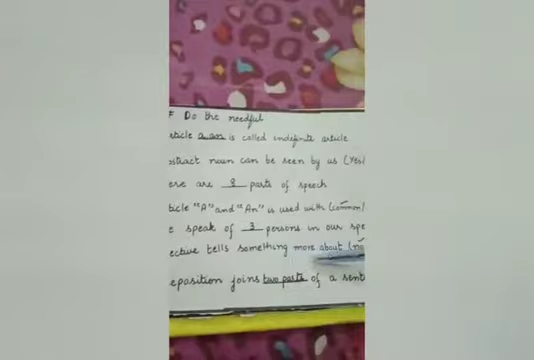 F Do the needful
rticle a an is called indefinite article
bstract noun can be seen by us (Yes/
ere are 8 parts of speech
ticle "A" and "An" is used with (common/
e speak of 3 persons in our spe
ective tells something more about (no
eposition joins two parts of a sent